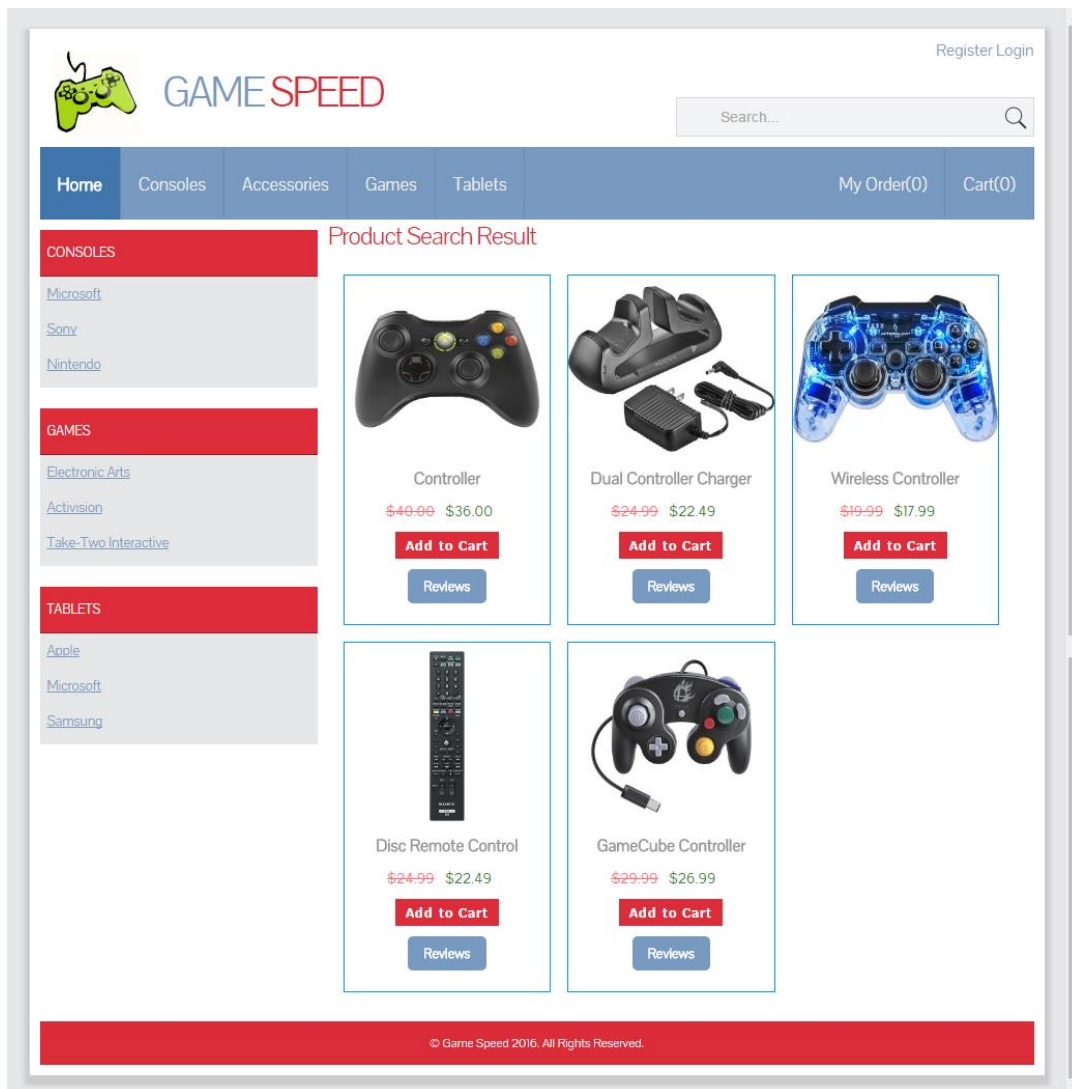 Register Login
GAME SPEED
Search...
Home Consoles Accessories Games Tablets My Order(0) Cart(0)
CONSOLES
Microsoft
Sony
Nintendo
GAMES
Electronic Arts
Activision
Take-Two Interactive
TABLETS
Apple
Microsoft
Samsung
Product Search Result
Controller
$40.00 $36.00
Add to Cart
Reviews
Dual Controller Charger
$24.99 $22.49
Add to Cart
Reviews
Wireless Controller
$19.99 $17.99
Add to Cart
Reviews
Disc Remote Control
$24.99 $22.49
Add to Cart
Reviews
GameCube Controller
$29.99 $26.99
Add to Cart
Reviews
SONY
© Game Speed 2016. All Rights Reserved.